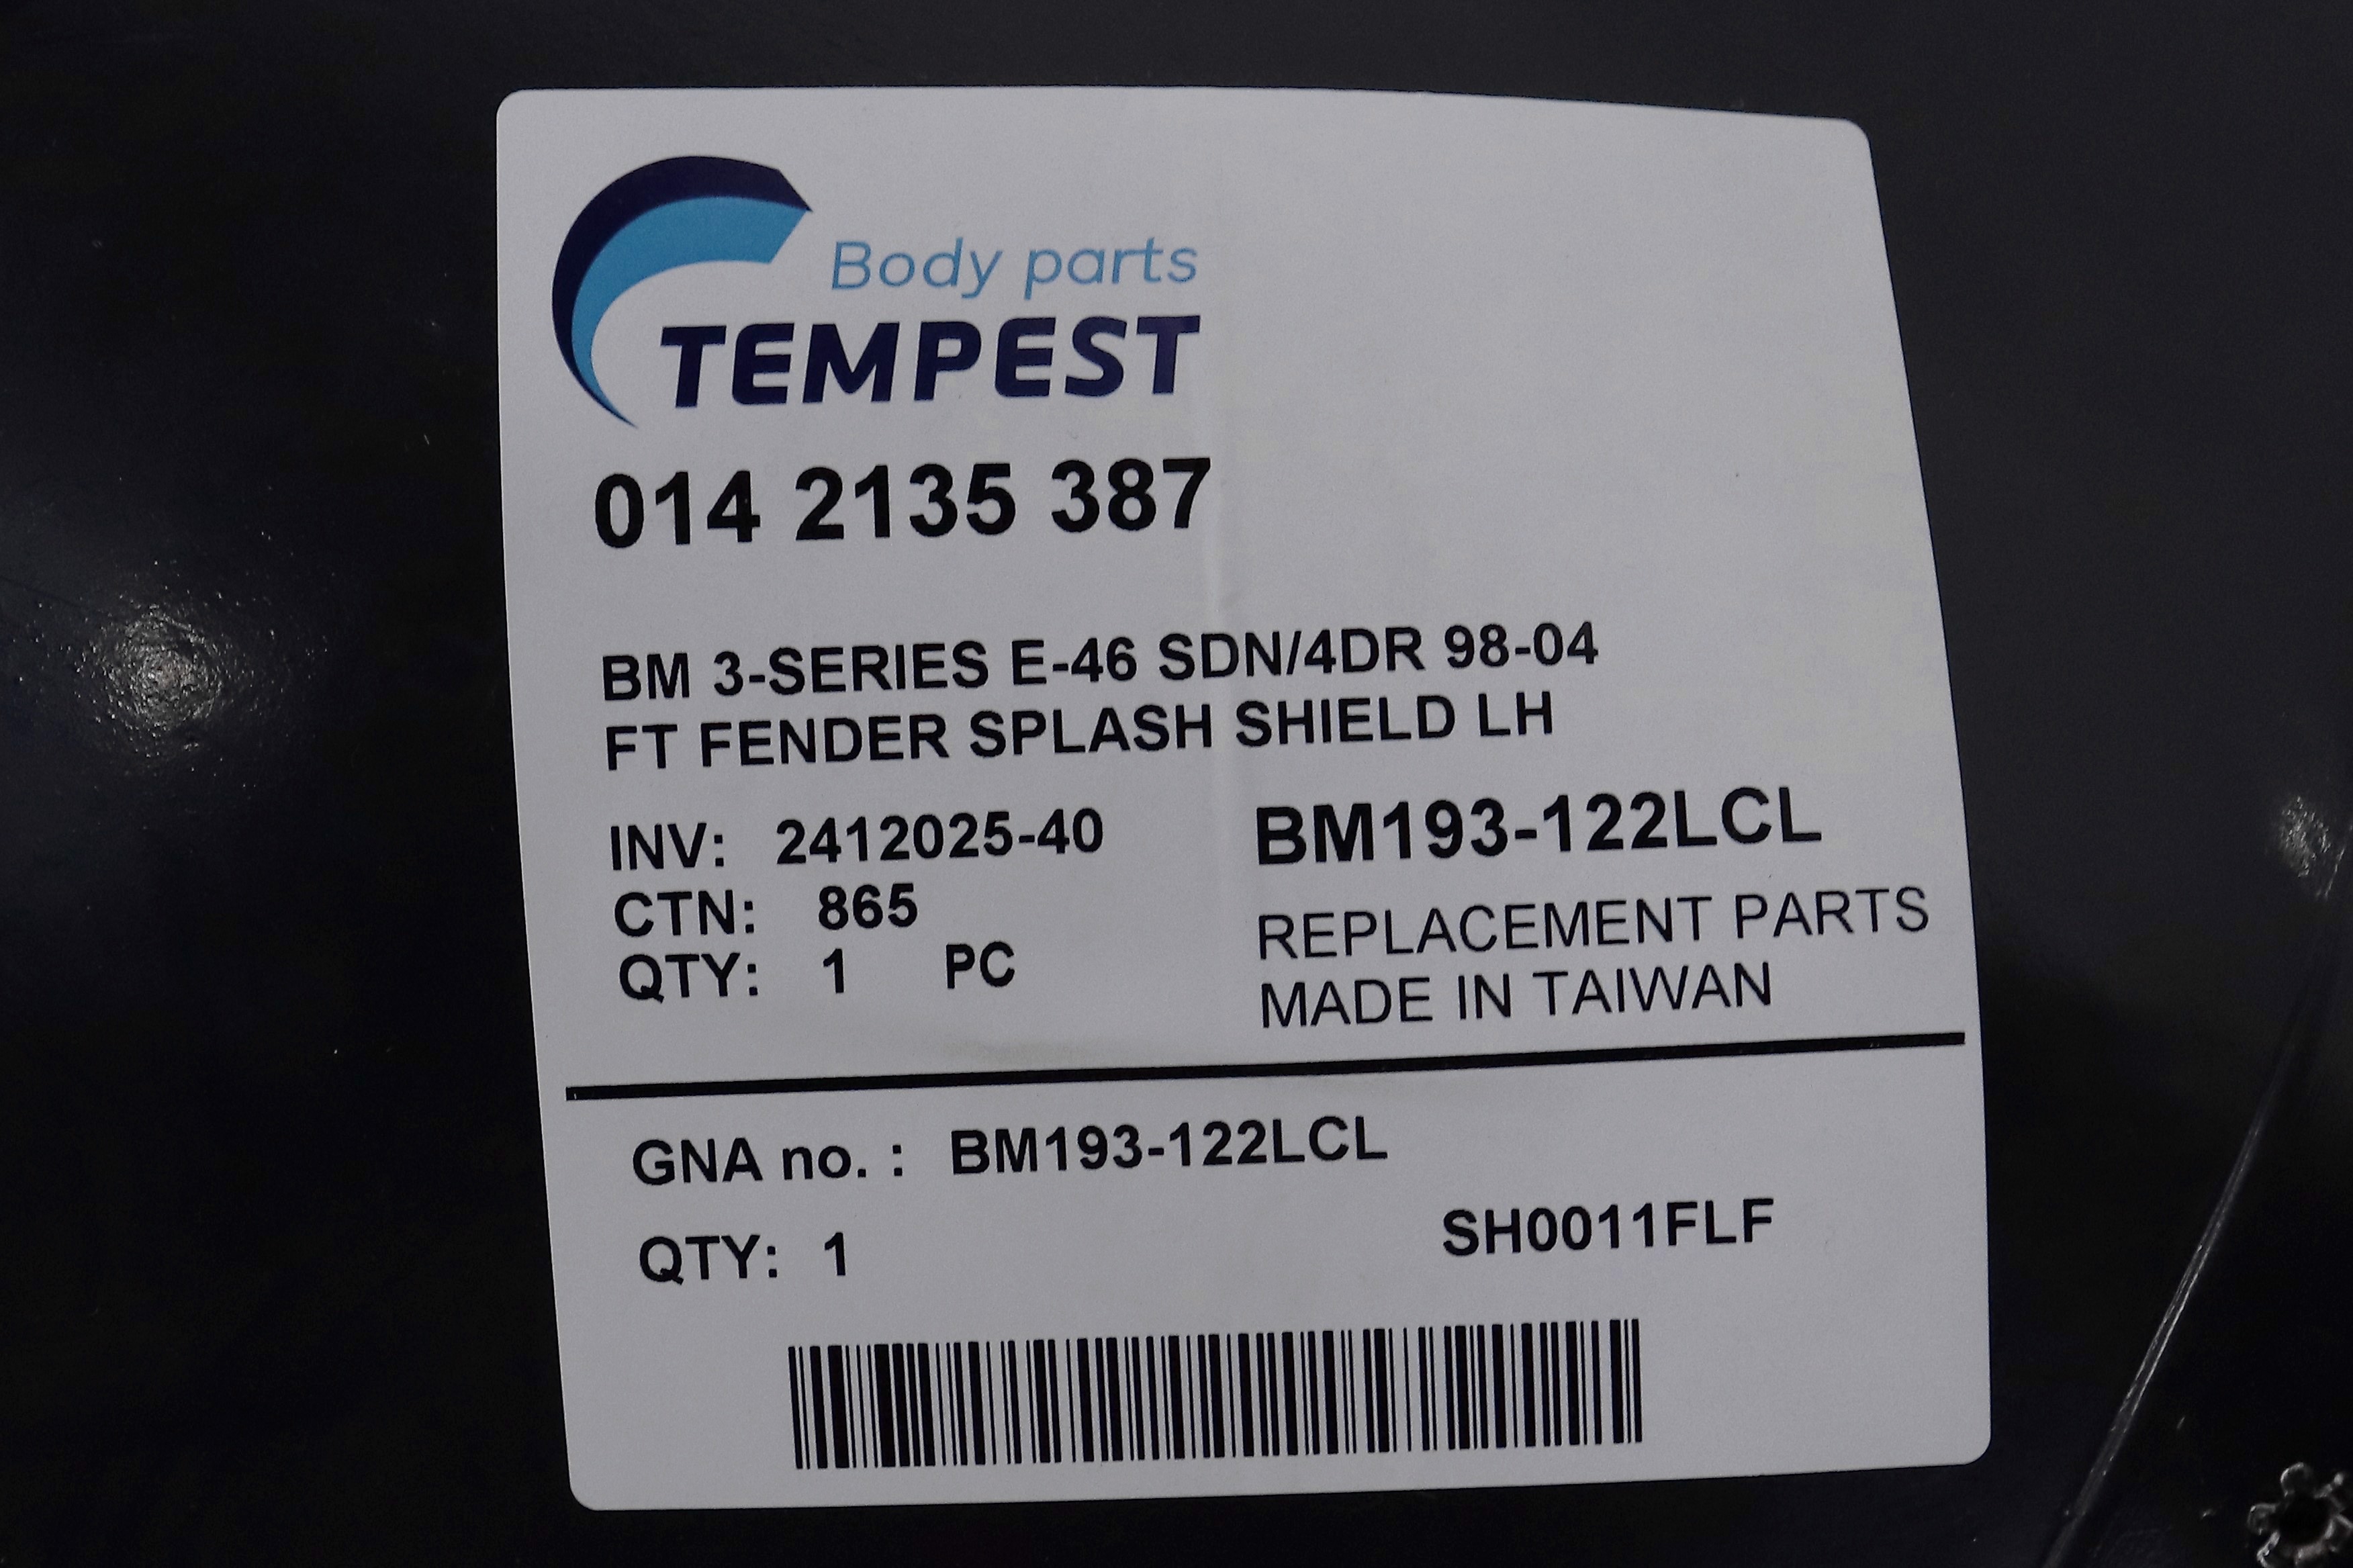 Body parts
TEMPEST
014 2135 387
BM 3-SERIES E-46 SDN/4DR 98-04
FT FENDER SPLASH SHIELD LH
INV: 2412025-40
BM193-122LCL
CTN: 865
REPLACEMENT PARTS
QTY: 1 PC
MADE IN TAIWAN
GNA no. : BM193-122LCL
SH0011FLF
QTY: 1